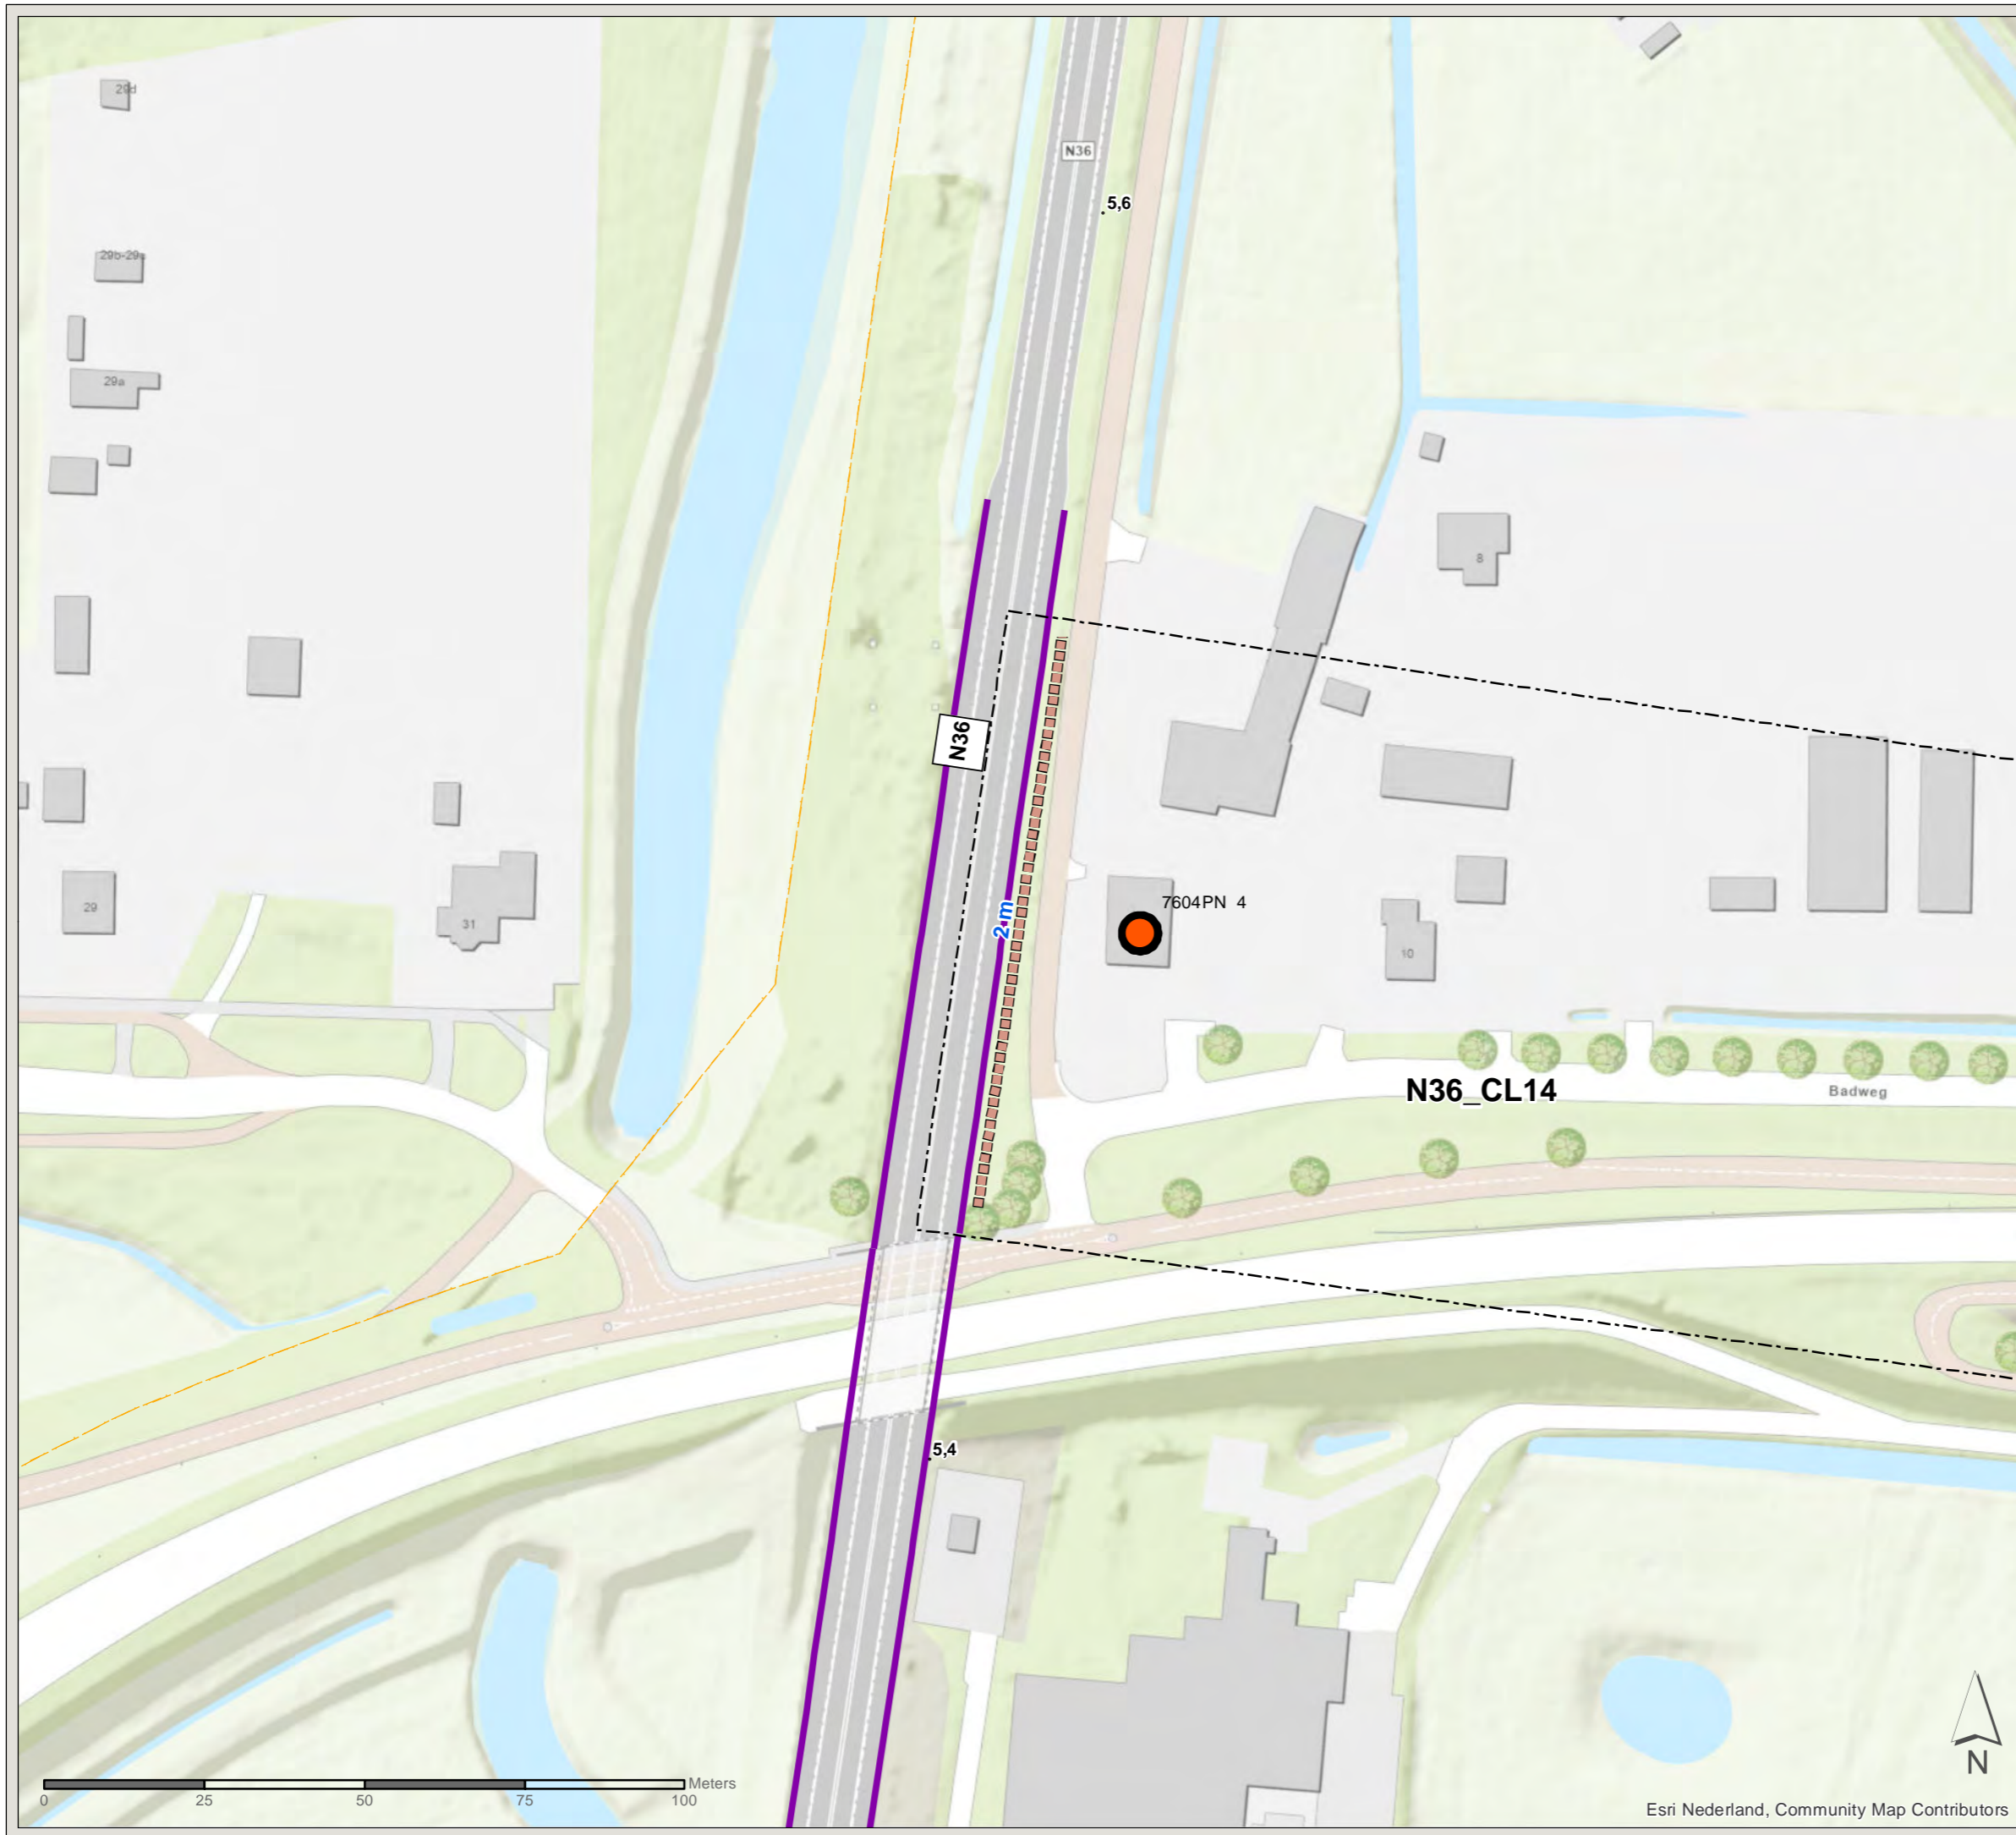 29d
N36
5,6
29b-29c
29a
8
N36
7604PN 4
2 m
29
31
10
N36_CL14
Badweg
5,4
Meters
0 25 50 75 100
N
Esri Nederland, Community Map Contributors